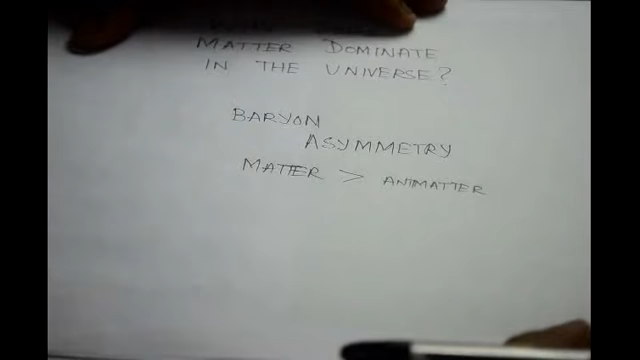 MATTER DOMINATE
IN THE UNIVERSE?
BARYON
ASYMMETRY
MATTER > ANTIMATTER